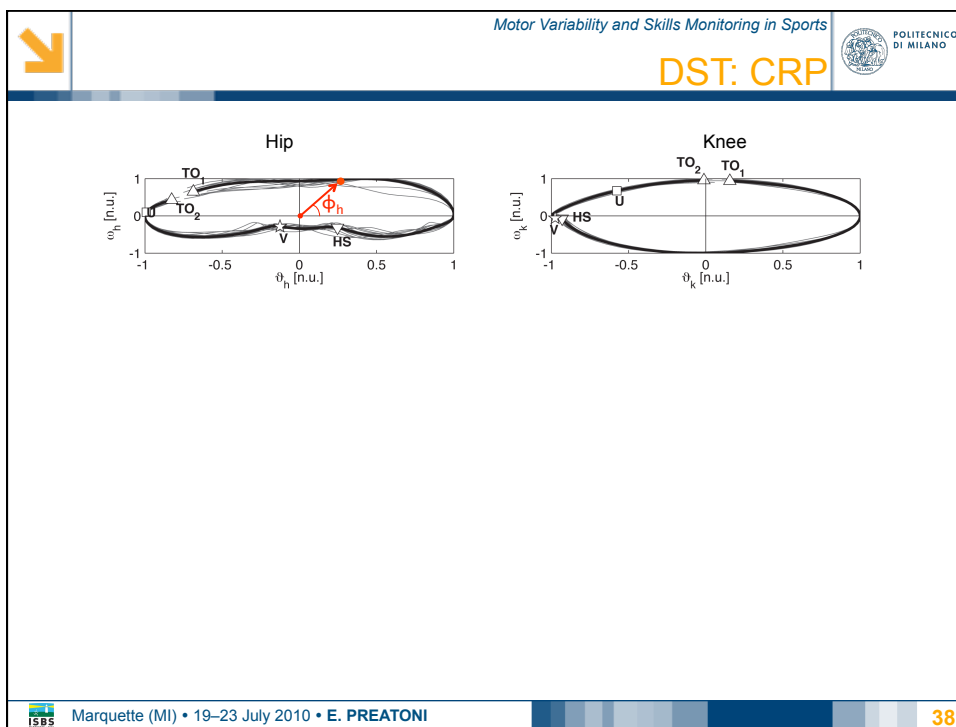 Motor Variability and Skills Monitoring in Sports
POLITECNICO
DI MILANO
POLITECNICO
MILANO
DST: CRP
Hip
Knee
TO1
TO2
U
V
HS
ϕh
1
0
-1
ωh [n.u.]
-1 -0.5 0 0.5 1
ϑh [n.u.]
TO2 TO1
U
V HS
1
0
-1
ωk [n.u.]
-1 -0.5 0 0.5 1
ϑk [n.u.]
ISBS
Marquette (MI) • 19–23 July 2010 • E. PREATONI
38